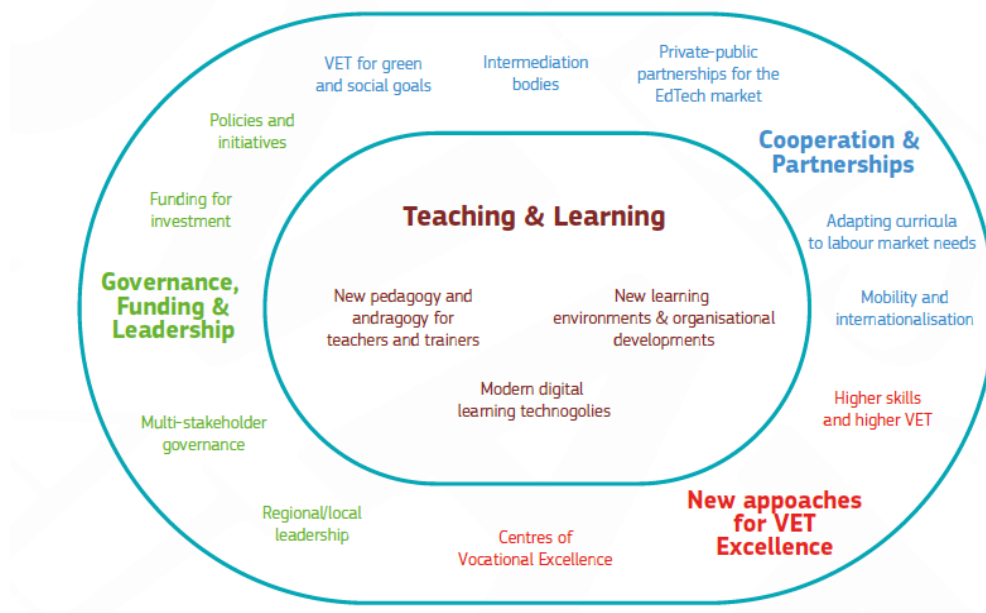 VET for green
and social goals
Intermediation
bodies
Private-public
partnerships for the
EdTech market
Policies and
initiatives
Cooperation &
Partnerships
Funding for
investment
Teaching & Learning
Adapting curricula
to labour market needs
Governance,
Funding &
Leadership
New pedagogy and
andragogy for
teachers and trainers
New learning
environments & organisational
developments
Mobility and
internationalisation
Modern digital
learning technogolies
Higher skills
and higher VET
Multi-stakeholder
governance
New appoaches
for VET
Excellence
Regional/local
leadership
Centres of
Vocational Excellence